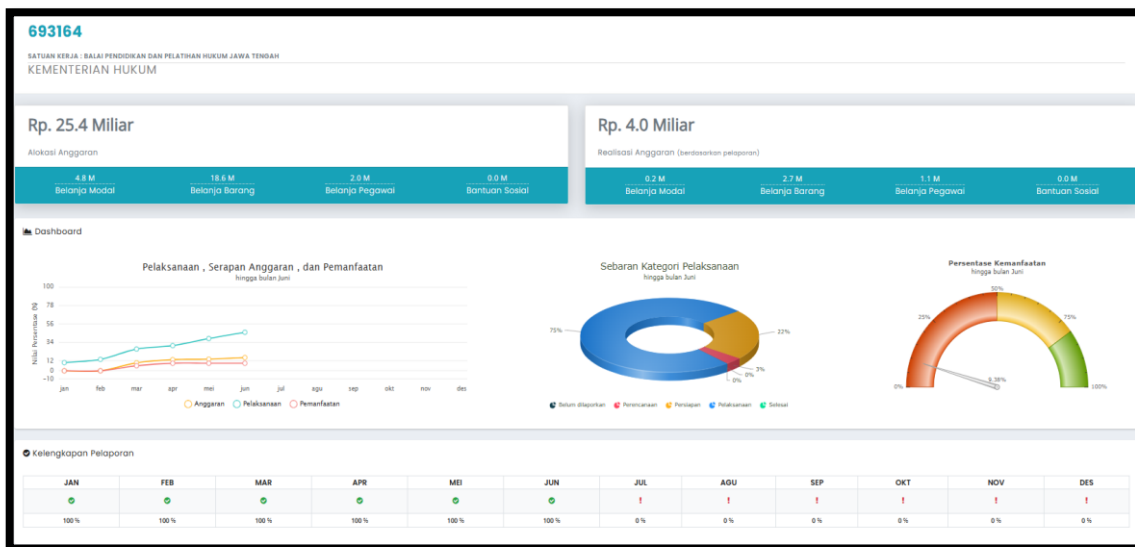 693164
SATUAN KERJA : BALAI PENDIDIKAN DAN PELATIHAN HUKUM JAWA TENGAH
KEMENTERIAN HUKUM
Rp. 25.4 Miliar
Alokasi Anggaran
4.8 M 18.6 M 2.0 M 0.0 M
Belanja Modal Belanja Barang Belanja Pegawai Bantuan Sosial
Rp. 4.0 Miliar
Realisasi Anggaran (berdasarkan pelaporan)
0.2 M 2.7 M 1.1 M 0.0 M
Belanja Modal Belanja Barang Belanja Pegawai Bantuan Sosial
Dashboard
Pelaksanaan , Serapan Anggaran , dan Pemanfaatan
hingga bulan Juni
Nilai Persentase (%)
100
78
56
34
12
0
-10
jan feb mar apr mei jun jul agu sep okt nov des
Anggaran Pelaksanaan Pemanfaatan
Sebaran Kategori Pelaksanaan
hingga bulan Juni
75%
22%
3%
0%
0%
Belum dilaporkan Perencanaan Persiapan Pelaksanaan Selesai
Persentase Kemanfaatan
hingga bulan Juni
50%
25% 75%
9.38%
0% 100%
Kelengkapan Pelaporan
JAN FEB MAR APR MEI JUN JUL AGU SEP OKT NOV DES
! ! ! ! ! !
100 % 100 % 100 % 100 % 100 % 100 % 0 % 0 % 0 % 0 % 0 % 0 %